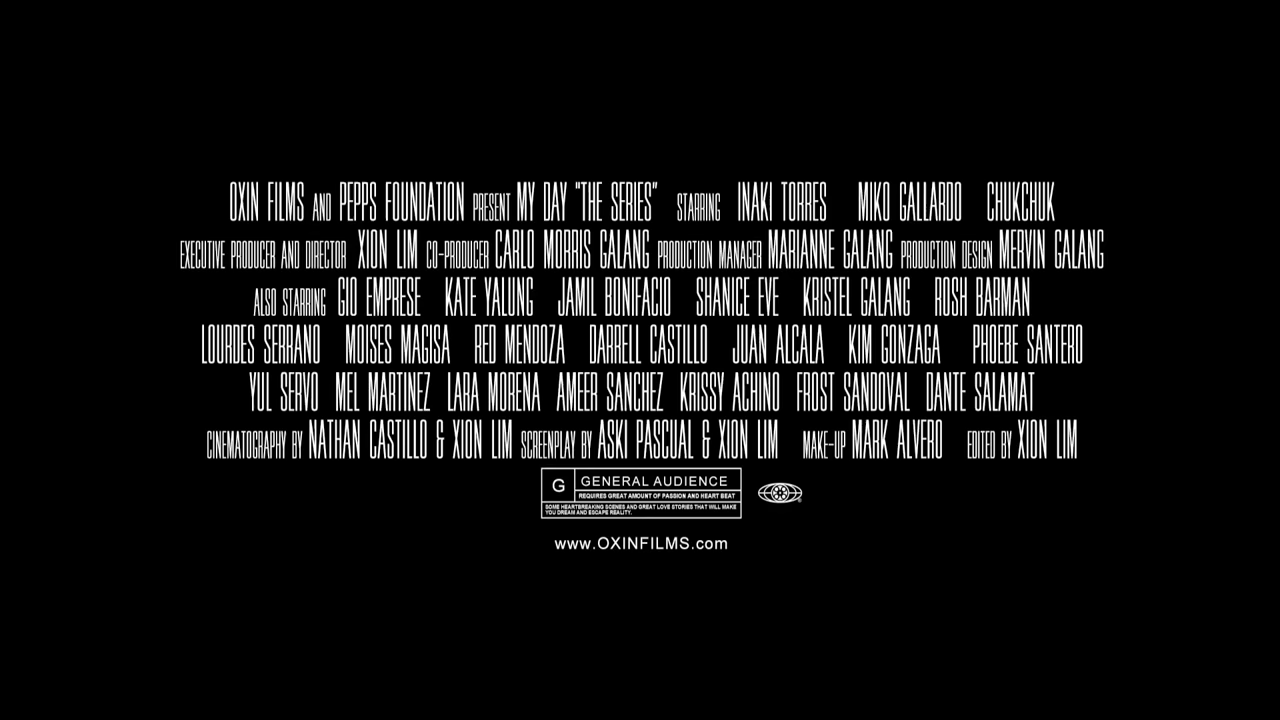 OXIN FILMS AND PEPPS FOUNDATION PRESENT MY DAY "THE SERIES" STARRING INAKI TORRES MIKO GALLARDO CHUKCHUK
EXECUTIVE PRODUCER AND DIRECTOR XION LIM CO-PRODUCER CARLO MORRIS GALANG PRODUCTION MANAGER MARIANNE GALANG PRODUCTION DESIGN MERVIN GALANG
ALSO STARRING GIO EMPRESE KATE YALUNG JAMIL BONIFACIO SHANICE EVE KRISTEL GALANG ROSH BARMAN
LOURDES SERRANO MOISES MAGISA RED MENDOZA DARRELL CASTILLO JUAN ALCALA KIM GONZAGA PHOEBE SANTERO
YUL SERVO MEL MARTINEZ LARA MORENA AMEER SANCHEZ KRISSY ACHINO FROST SANDOVAL DANTE SALAMAT
CINEMATOGRAPHY BY NATHAN CASTILLO & XION LIM SCREENPLAY BY ASKI PASCUAL & XION LIM MAKE-UP MARK ALVERO EDITED BY XION LIM
G GENERAL AUDIENCE
REQUIRES GREAT AMOUNT OF PASSION AND HEART BEAT
SOME HEARTBREAKING SCENES AND GREAT LOVE STORIES THAT WILL MAKE
YOU DREAM AND ESCAPE REALITY.
www.OXINFILMS.com